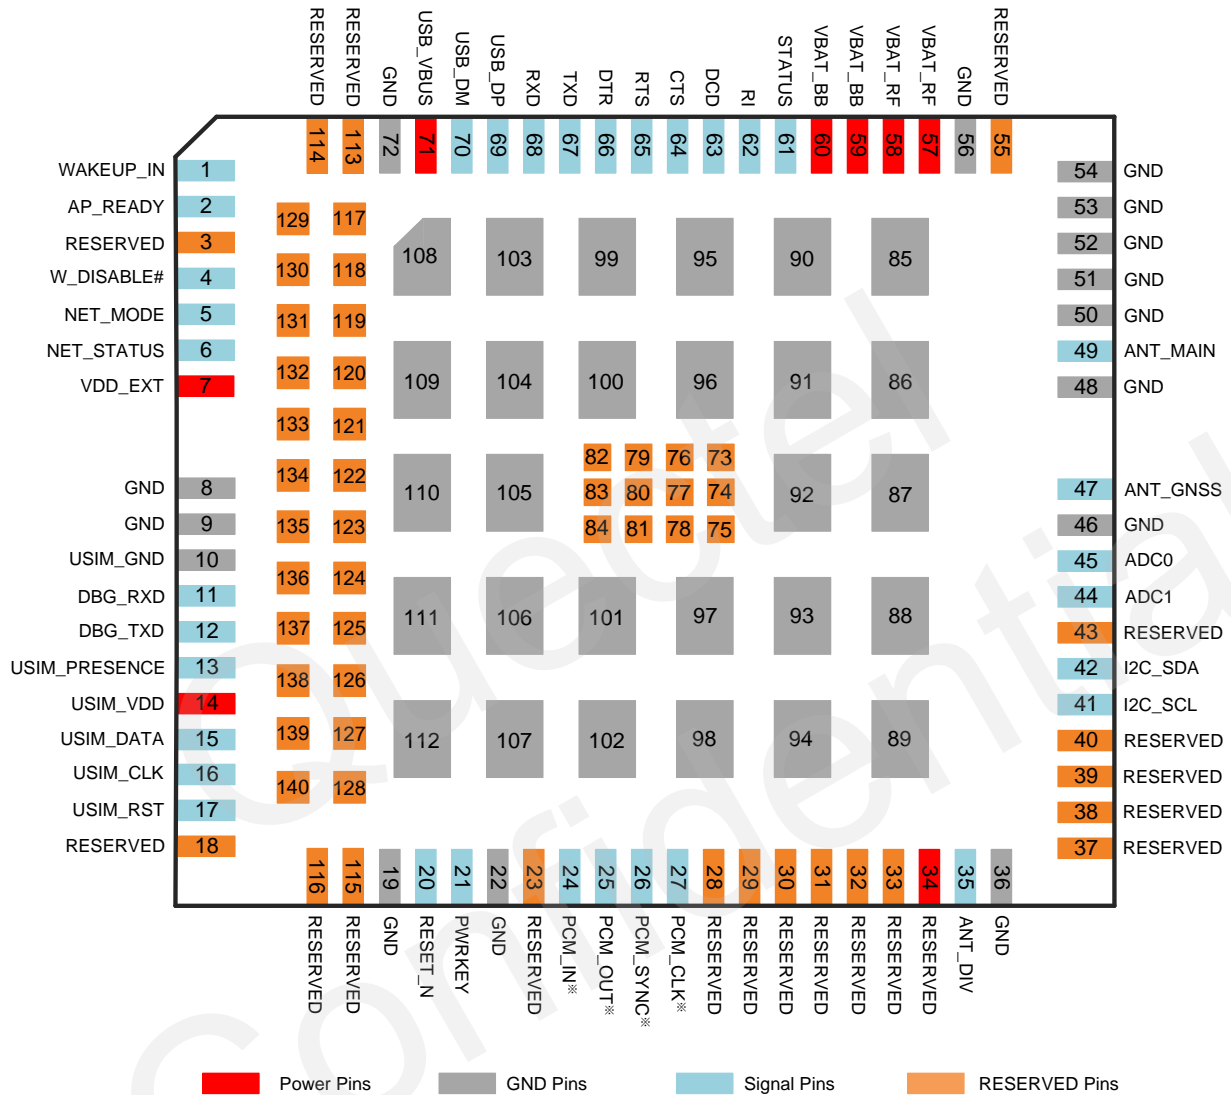 RESERVED
RESERVED
GND
USB_VBUS
USB_DM
USB_DP
RXD
TXD
DTR
RTS
CTS
DCD
RI
STATUS
VBAT_BB
VBAT_BB
VBAT_RF
VBAT_RF
GND
RESERVED
114 113 72 71 70 69 68 67 66 65 64 63 62 61 60 59 58 57 56 55
WAKEUP_IN 1
AP_READY 2
RESERVED 3
W_DISABLE# 4
NET_MODE 5
NET_STATUS 6
VDD_EXT 7
GND 8
GND 9
USIM_GND 10
DBG_RXD 11
DBG_TXD 12
USIM_PRESENCE 13
USIM_VDD 14
USIM_DATA 15
USIM_CLK 16
USIM_RST 17
RESERVED 18
129 117
130 118
131 119
132 120
133 121
134 122
135 123
136 124
137 125
138 126
139 127
140 128
108 103 99 95 90 85
109 104 100 96 91 86
110 105 92 87
82 79 76 73
83 80 77 74
84 81 78 75
111 106 101 97 93 88
112 107 102 98 94 89
54 GND
53 GND
52 GND
51 GND
50 GND
49 ANT_MAIN
48 GND
47 ANT_GNSS
46 GND
45 ADC0
44 ADC1
43 RESERVED
42 I2C_SDA
41 I2C_SCL
40 RESERVED
39 RESERVED
38 RESERVED
37 RESERVED
116 115 19 20 21 22 23 24 25 26 27 28 29 30 31 32 33 34 35 36
RESERVED
RESERVED
GND
RESET_N
PWRKEY
GND
RESERVED
PCM_IN※
PCM_OUT※
PCM_SYNC※
PCM_CLK※
RESERVED
RESERVED
RESERVED
RESERVED
RESERVED
RESERVED
RESERVED
ANT_DIV
GND
Quectel
Confidential
Power Pins
GND Pins
Signal Pins
RESERVED Pins